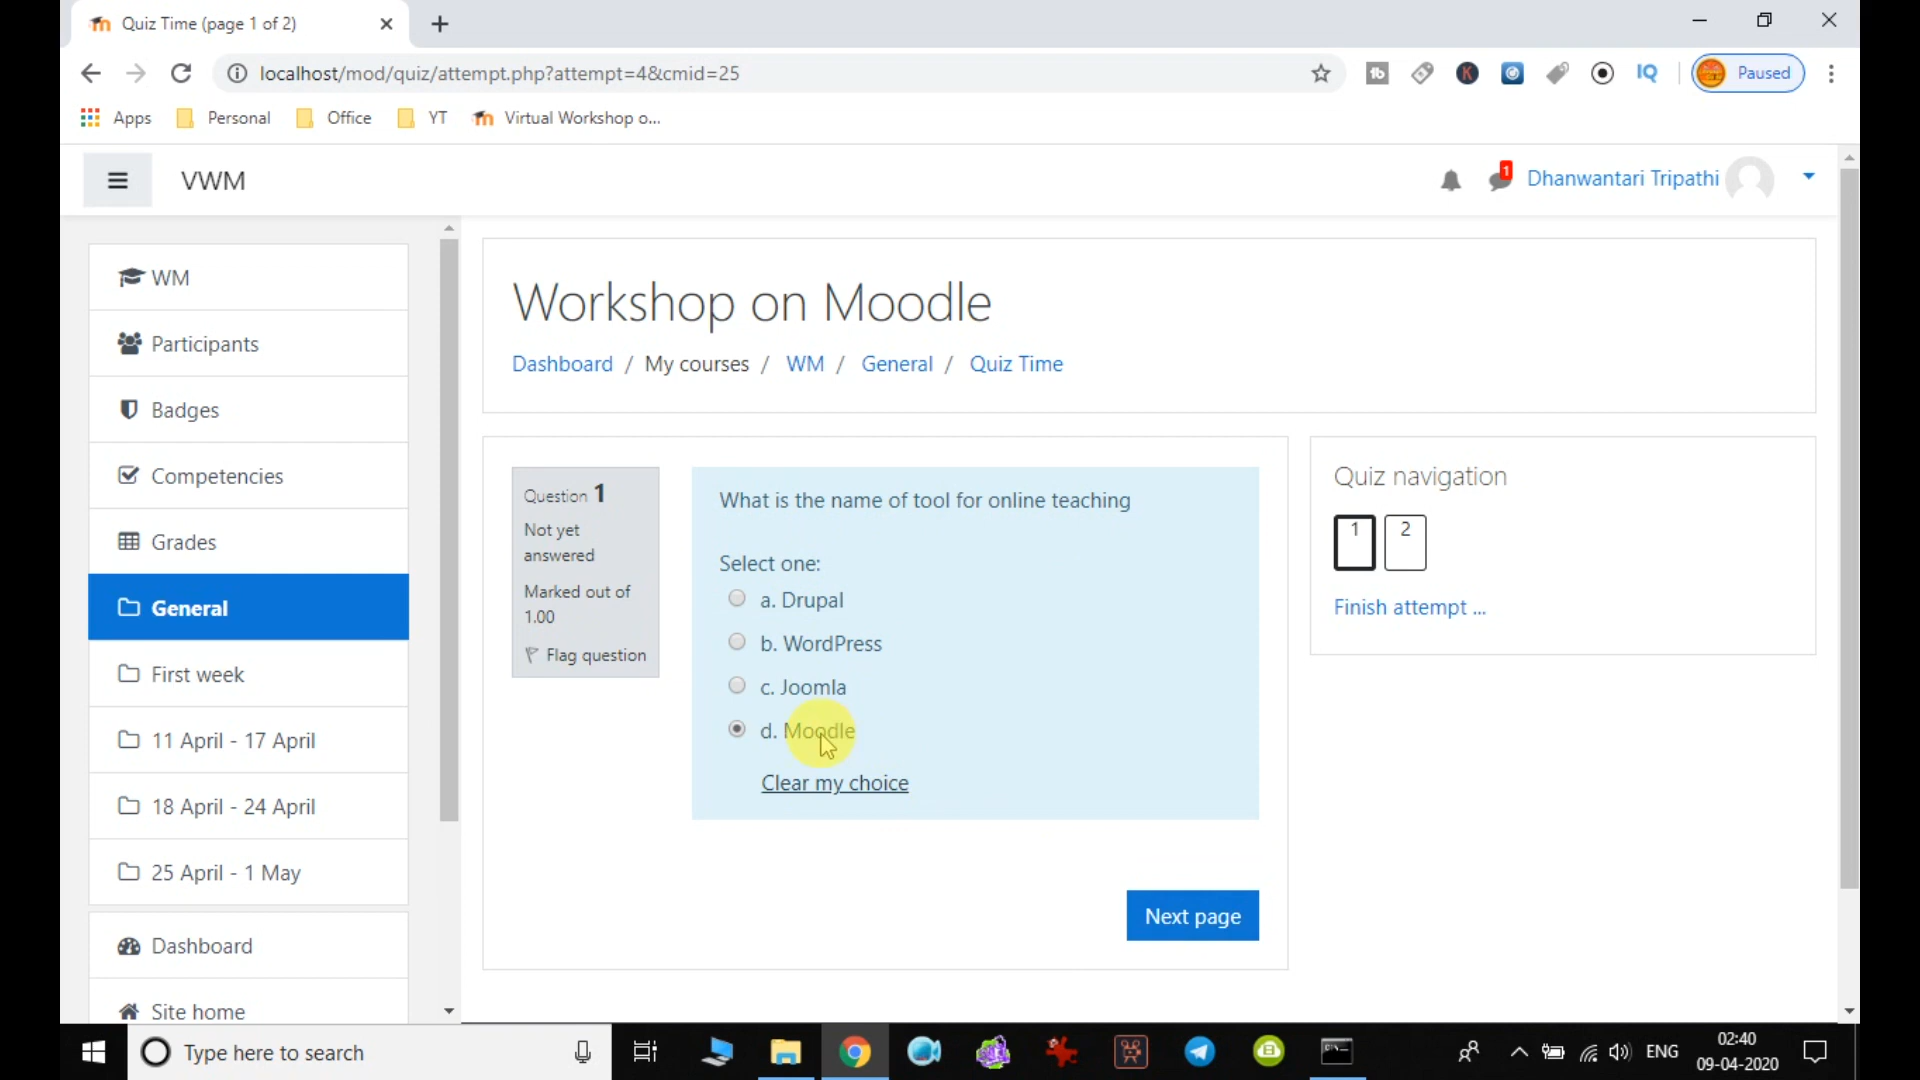 Quiz Time (page 1 of 2)
localhost/mod/quiz/attempt.php?attempt=4&cmid=25
tb
K
IQ
Paused
Apps
Personal
Office
YT
Virtual Workshop o...
VWM
1
Dhanwantari Tripathi
WM
Participants
Badges
Competencies
Grades
General
First week
11 April - 17 April
18 April - 24 April
25 April - 1 May
Dashboard
Site home
Workshop on Moodle
Dashboard / My courses / WM / General / Quiz Time
Question 1
Not yet
answered
Marked out of
1.00
Flag question
What is the name of tool for online teaching
Select one:
a. Drupal
b. WordPress
c. Joomla
d. Moodle
Clear my choice
Next page
Quiz navigation
1 2
Finish attempt ...
Type here to search
ENG
02:40
09-04-2020